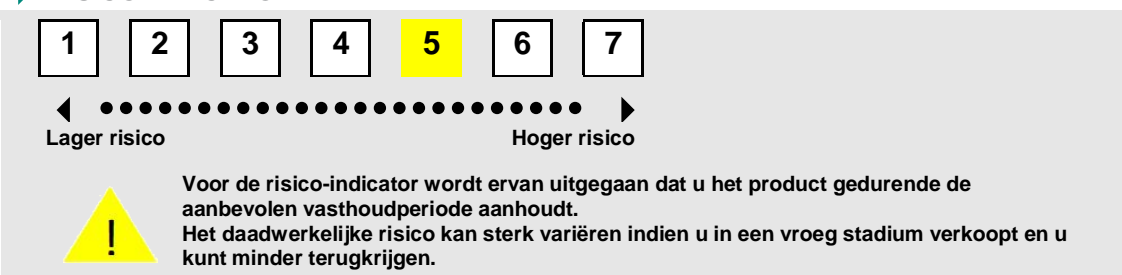 1 2 3 4 5 6 7
Lager risico Hoger risico
Voor de risico-indicator wordt ervan uitgegaan dat u het product gedurende de
aanbevolen vasthoudperiode aanhoudt.
!
Het daadwerkelijke risico kan sterk variëren indien u in een vroeg stadium verkoopt en u
kunt minder terugkrijgen.